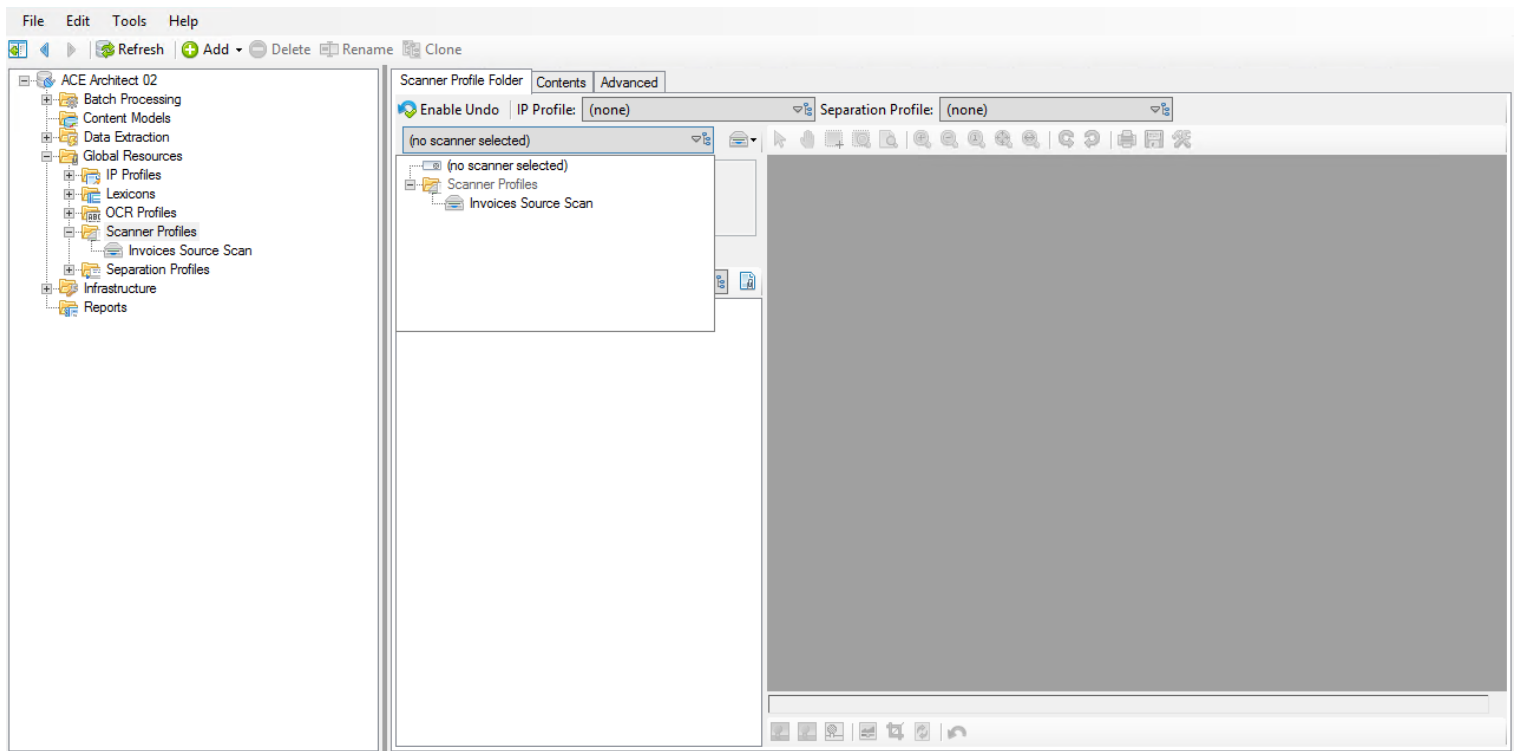 File Edit Tools Help
Refresh Add Delete Rename Clone
ACE Architect 02
Batch Processing
Content Models
Data Extraction
Global Resources
IP Profiles
Lexicons
OCR Profiles
Scanner Profiles
Invoices Source Scan
Separation Profiles
Infrastructure
Reports
Scanner Profile Folder Contents Advanced
Enable Undo IP Profile: (none) Separation Profile: (none)
(no scanner selected)
(no scanner selected)
Scanner Profiles
Invoices Source Scan